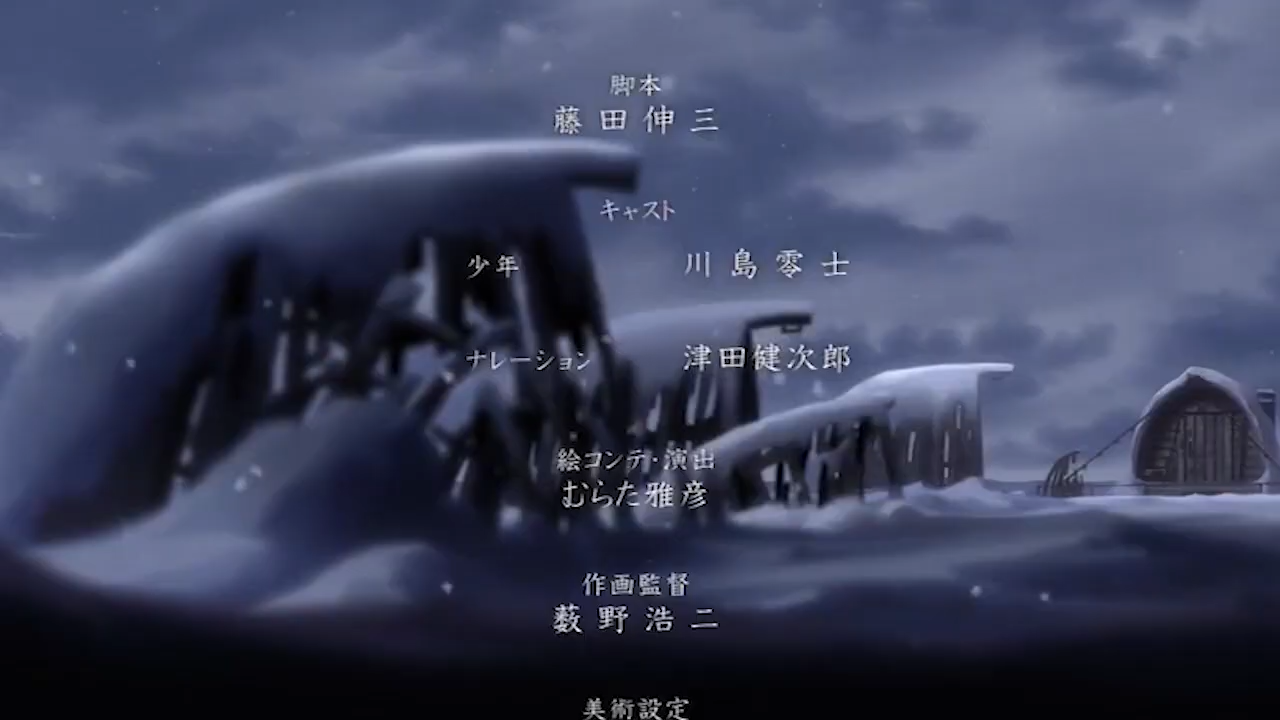 脚本
藤田伸三
キャスト
少年 川島零士
ナレーション 津田健次郎
絵コンテ・演出
むらた雅彦
作画監督
薮野浩二
美術設定